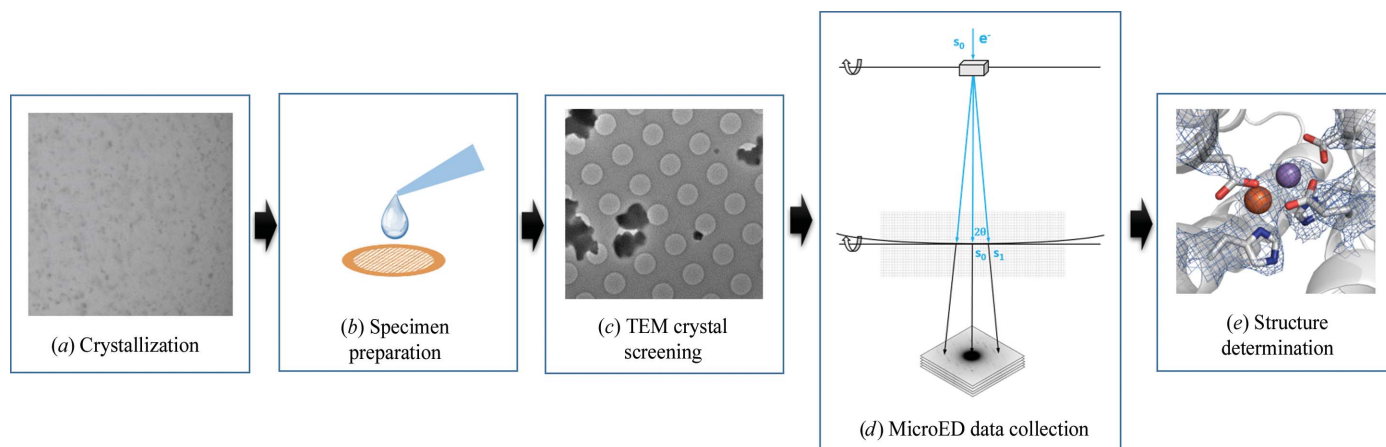 (a) Crystallization
(b) Specimen
preparation
(c) TEM crystal
screening
s₀
e⁻
2θ
s₀
s₁
(d) MicroED data collection
(e) Structure
determination